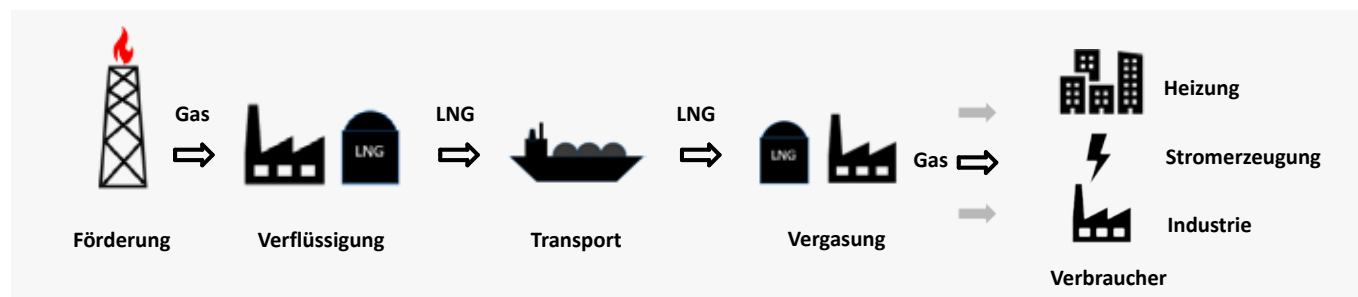 Gas
LNG
LNG
LNG
LNG
Gas
Heizung
Stromerzeugung
Industrie
Förderung
Verflüssigung
Transport
Vergasung
Verbraucher